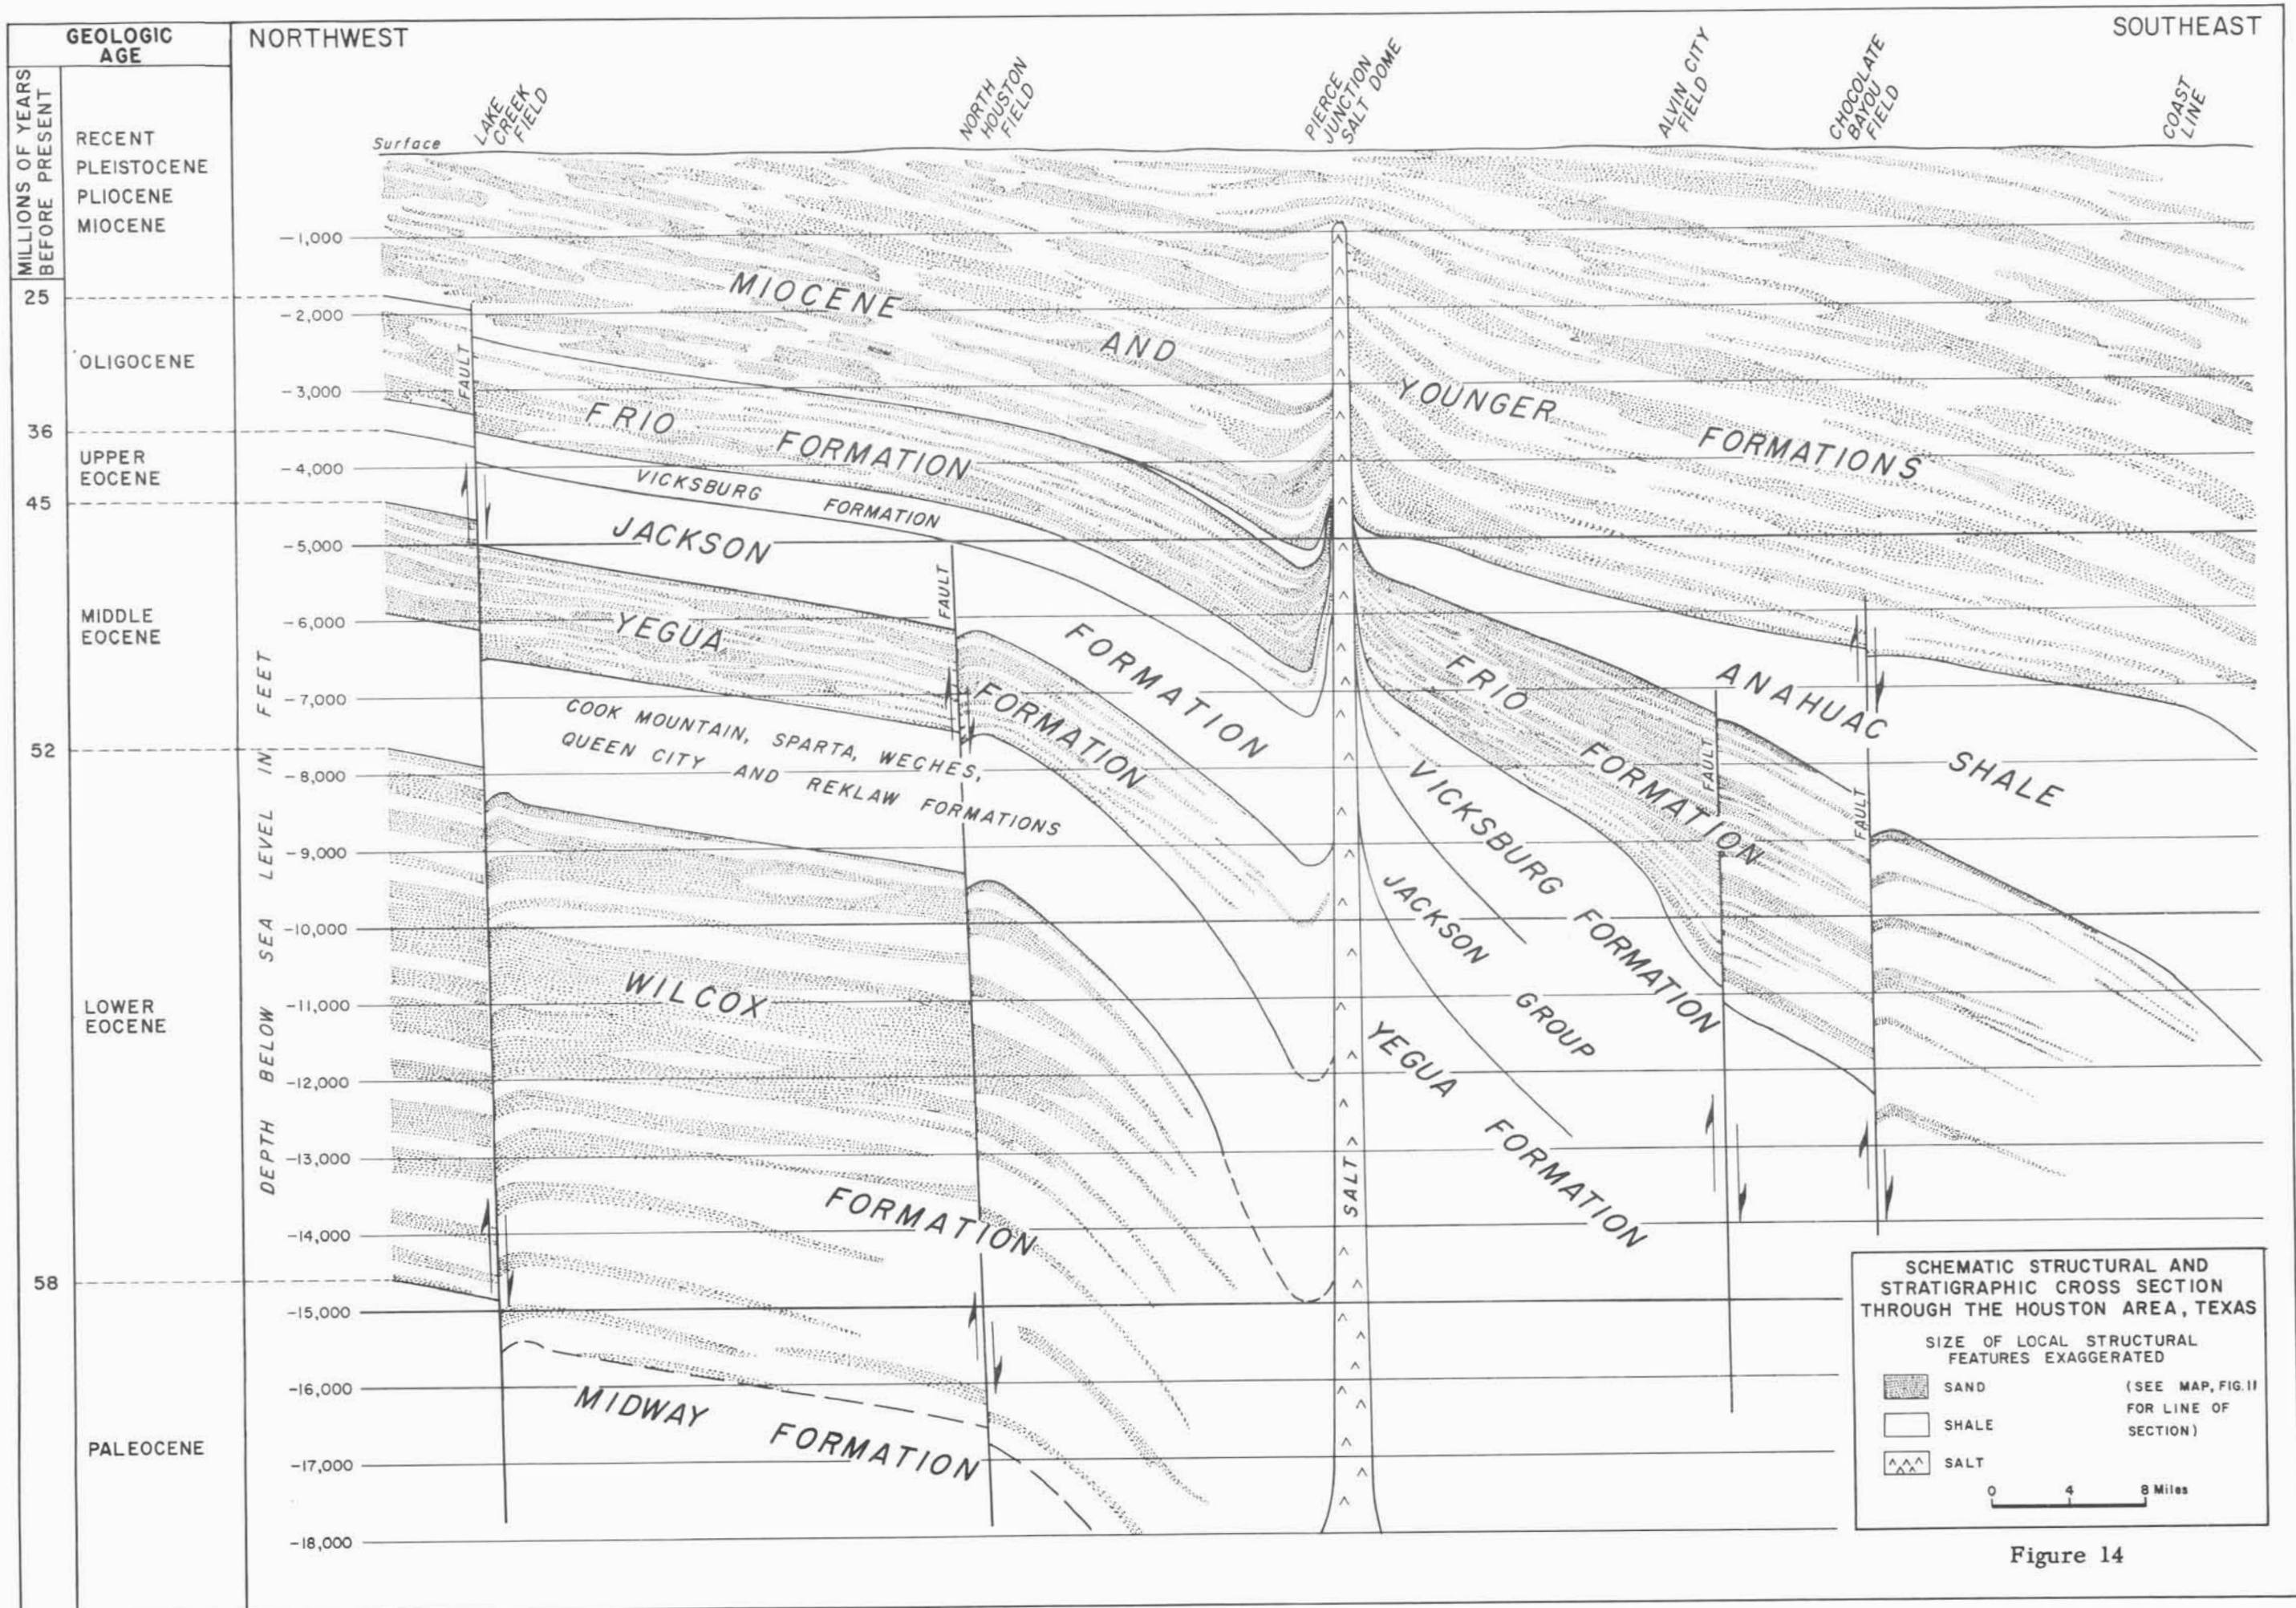 GEOLOGIC
AGE
MILLIONS OF YEARS
BEFORE PRESENT
RECENT
PLEISTOCENE
PLIOCENE
MIOCENE
25
OLIGOCENE
36
UPPER
EOCENE
45
MIDDLE
EOCENE
52
LOWER
EOCENE
58
PALEOCENE
NORTHWEST
SOUTHEAST
LAKE
CREEK
FIELD
NORTH
HOUSTON
FIELD
PIERCE
JUNCTION
SALT DOME
ALVIN CITY
FIELD
CHOCOLATE
BAYOU
FIELD
COAST
LINE
Surface
DEPTH BELOW SEA LEVEL IN FEET
-1,000
-2,000
-3,000
-4,000
-5,000
-6,000
-7,000
-8,000
-9,000
-10,000
-11,000
-12,000
-13,000
-14,000
-15,000
-16,000
-17,000
-18,000
MIOCENE AND YOUNGER FORMATIONS
FAULT
FRIO FORMATION
VICKSBURG FORMATION
JACKSON FORMATION
FAULT
YEGUA FORMATION
COOK MOUNTAIN, SPARTA, WECHES,
QUEEN CITY AND REKLAW FORMATIONS
WILCOX FORMATION
MIDWAY FORMATION
SALT
ANAHUAC SHALE
FRIO FORMATION
FAULT
FAULT
VICKSBURG FORMATION
JACKSON GROUP
YEGUA FORMATION
SCHEMATIC STRUCTURAL AND
STRATIGRAPHIC CROSS SECTION
THROUGH THE HOUSTON AREA, TEXAS
SIZE OF LOCAL STRUCTURAL
FEATURES EXAGGERATED
SAND
SHALE
SALT
(SEE MAP, FIG. 11
FOR LINE OF
SECTION)
0 4 8 Miles
Figure 14